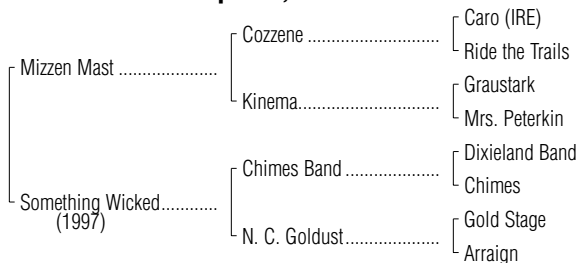 Caro (IRE)
Cozzene
Ride the Trails
Mizzen Mast
Graustark
Kinema
Mrs. Peterkin
Dixieland Band
Chimes Band
Chimes
Something Wicked
(1997)
Gold Stage
N. C. Goldust
Arraign